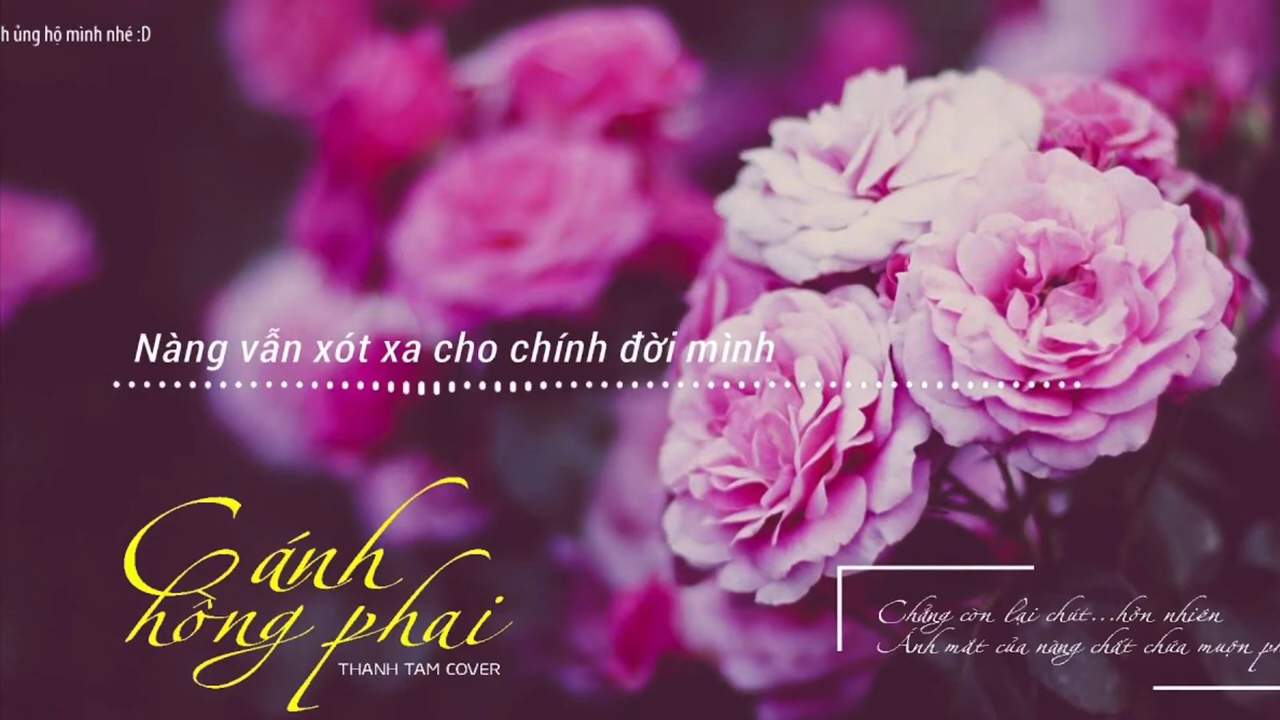 h ủng hộ mình nhé :D
Nàng vẫn xót xa cho chính đời mình
Cánh
hồng phai
THANH TAM COVER
Chẳng còn lại chút...hồn nhiên
Ánh mắt của nàng chất chứa muộn